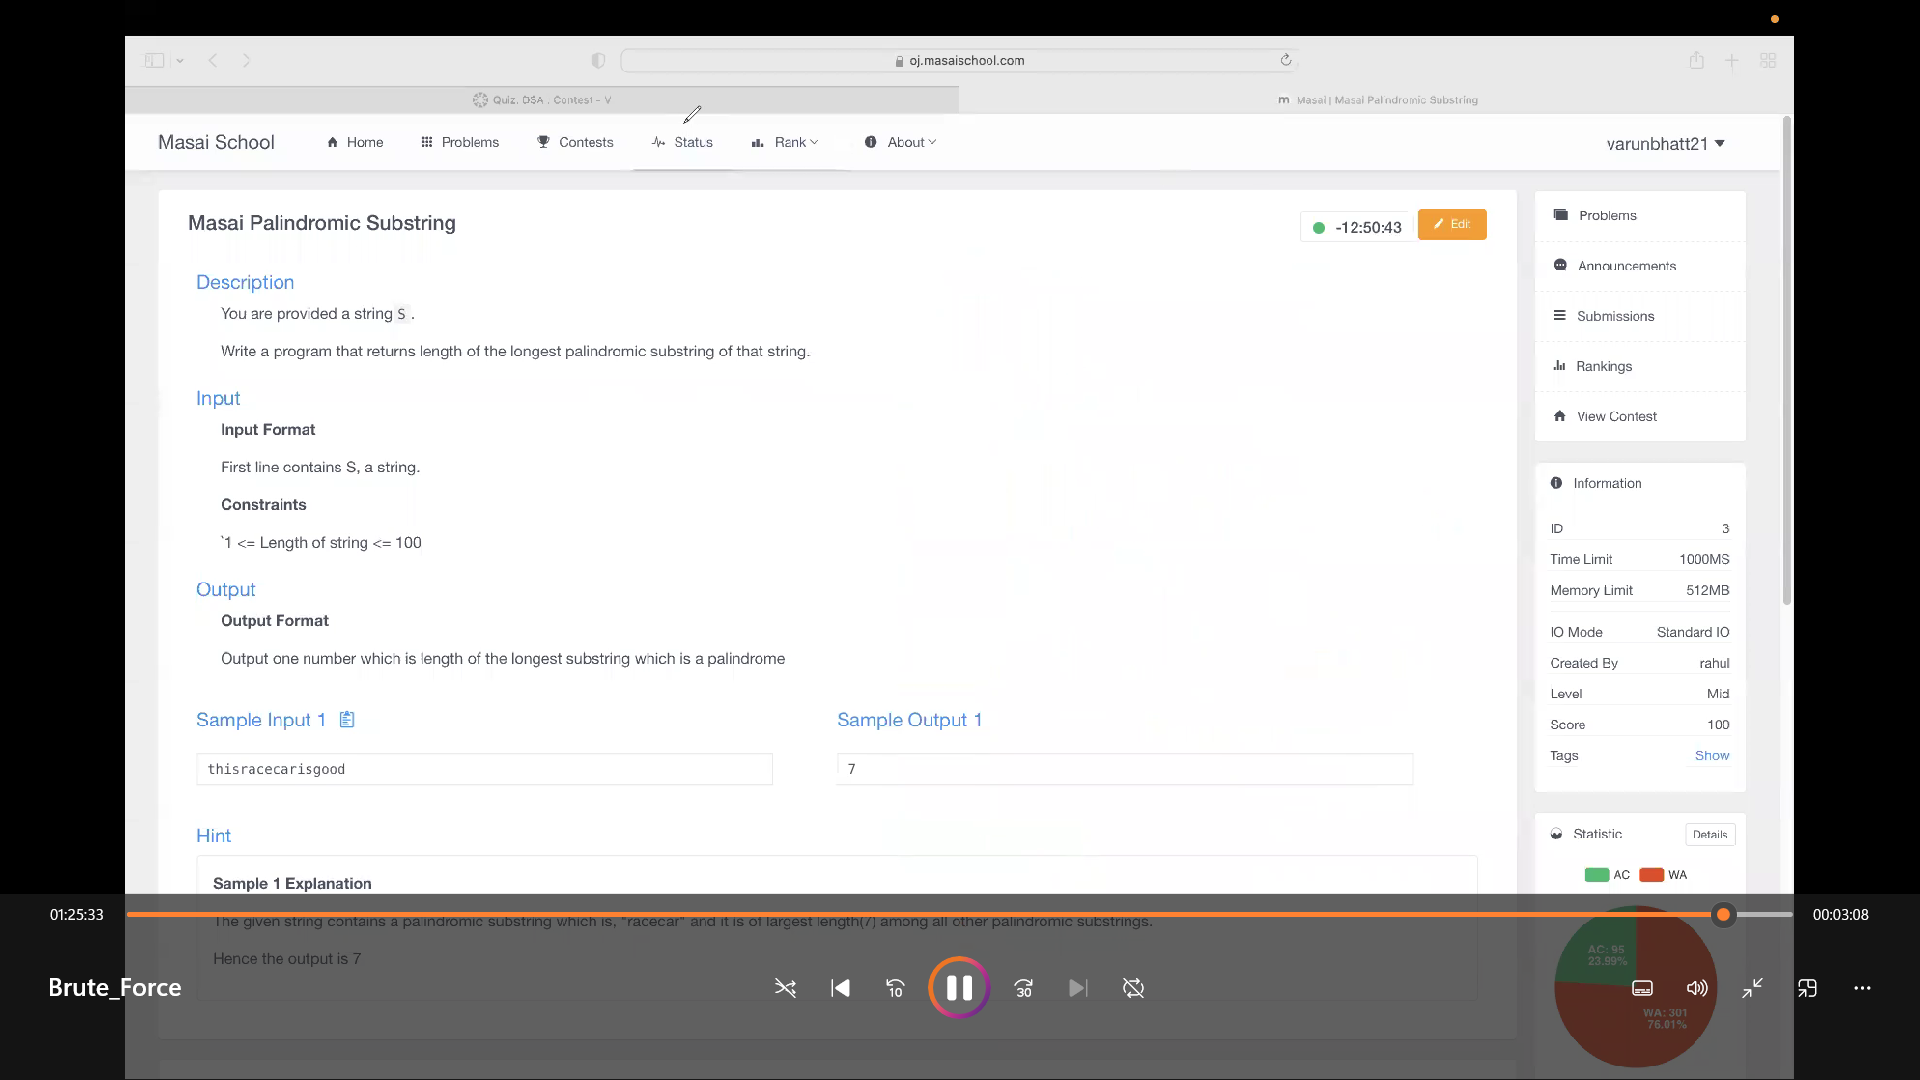 oj.masaischool.com
Quiz, DSA , Contest - V
Masai | Masai Palindromic Substring
Masai School
Home
Problems
Contests
Status
Rank
About
varunbhatt21
Masai Palindromic Substring
-12:50:43
Edit
Description
You are provided a string S .
Write a program that returns length of the longest palindromic substring of that string.
Input
Input Format
First line contains S, a string.
Constraints
`1 <= Length of string <= 100
Output
Output Format
Output one number which is length of the longest substring which is a palindrome
Sample Input 1
Sample Output 1
thisracecarisgood
7
Hint
Sample 1 Explanation
The given string contains a palindromic substring which is, "racecar" and it is of largest length(7) among all other palindromic substrings.
Hence the output is 7
Problems
Announcements
Submissions
Rankings
View Contest
Information
ID 3
Time Limit 1000MS
Memory Limit 512MB
IO Mode Standard IO
Created By rahul
Level Mid
Score 100
Tags Show
Statistic
Details
AC WA
AC: 95
23.99%
WA: 301
76.01%
01:25:33
00:03:08
Brute_Force
10
30